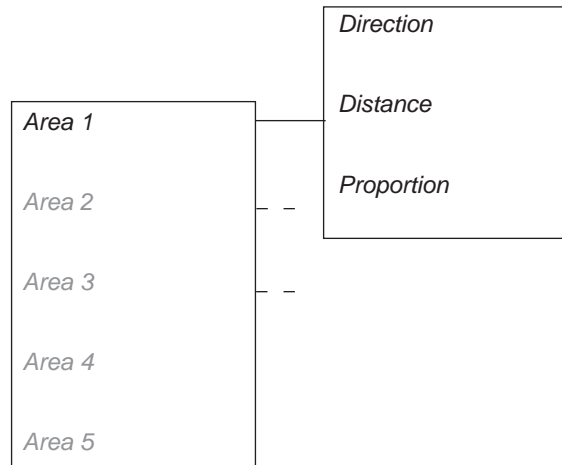 Direction
Distance
Proportion
Area 1
Area 2
Area 3
Area 4
Area 5